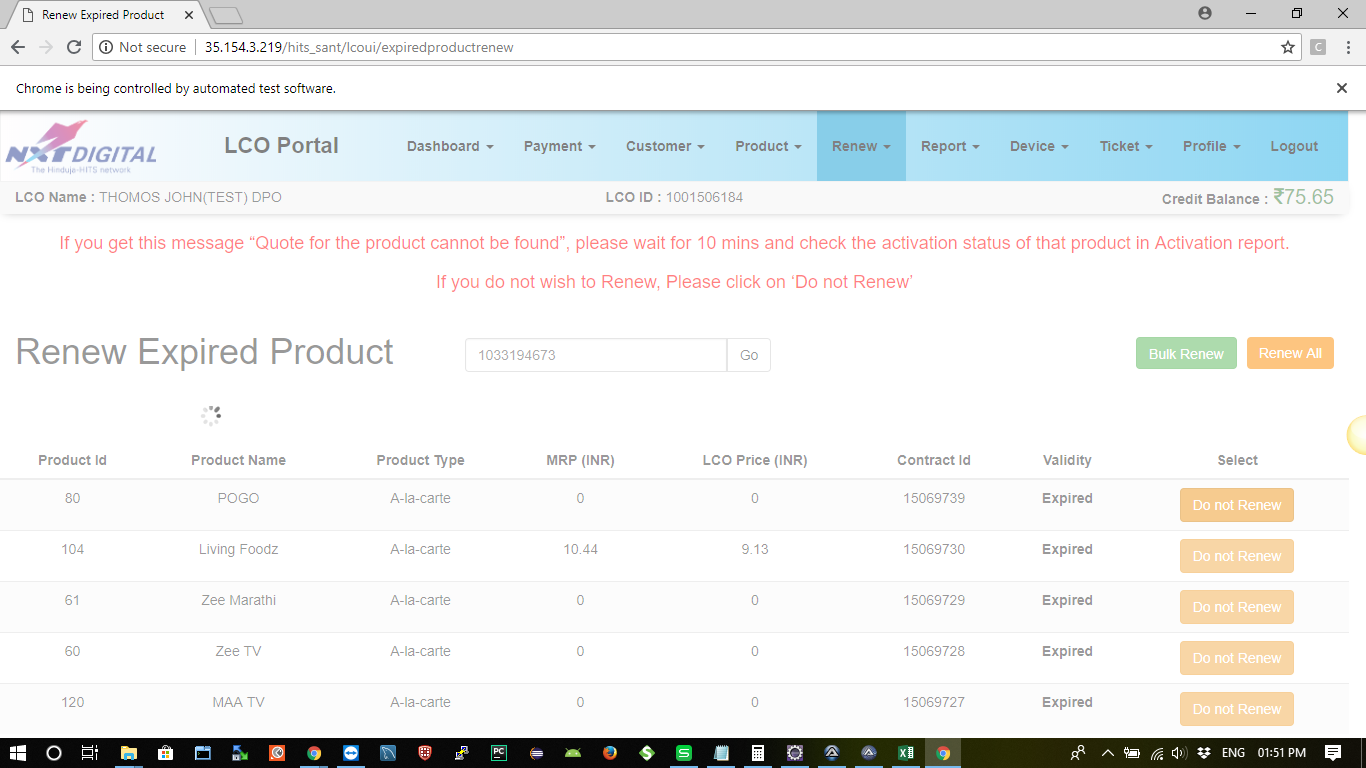 Renew Expired Product
Not secure 35.154.3.219/hits_sant/lcoui/expiredproductrenew
C
Chrome is being controlled by automated test software.
NXTDIGITAL
The Hinduja-HITS network
LCO Portal Dashboard Payment Customer Product Renew Report Device Ticket Profile Logout
LCO Name : THOMOS JOHN(TEST) DPO LCO ID : 1001506184 Credit Balance : ₹75.65
If you get this message “Quote for the product cannot be found”, please wait for 10 mins and check the activation status of that product in Activation report.
If you do not wish to Renew, Please click on ‘Do not Renew’
Renew Expired Product 1033194673 Go Bulk Renew Renew All
Product Id Product Name Product Type MRP (INR) LCO Price (INR) Contract Id Validity Select
80 POGO A-la-carte 0 0 15069739 Expired Do not Renew
104 Living Foodz A-la-carte 10.44 9.13 15069730 Expired Do not Renew
61 Zee Marathi A-la-carte 0 0 15069729 Expired Do not Renew
60 Zee TV A-la-carte 0 0 15069728 Expired Do not Renew
120 MAA TV A-la-carte 0 0 15069727 Expired Do not Renew
ENG 01:51 PM